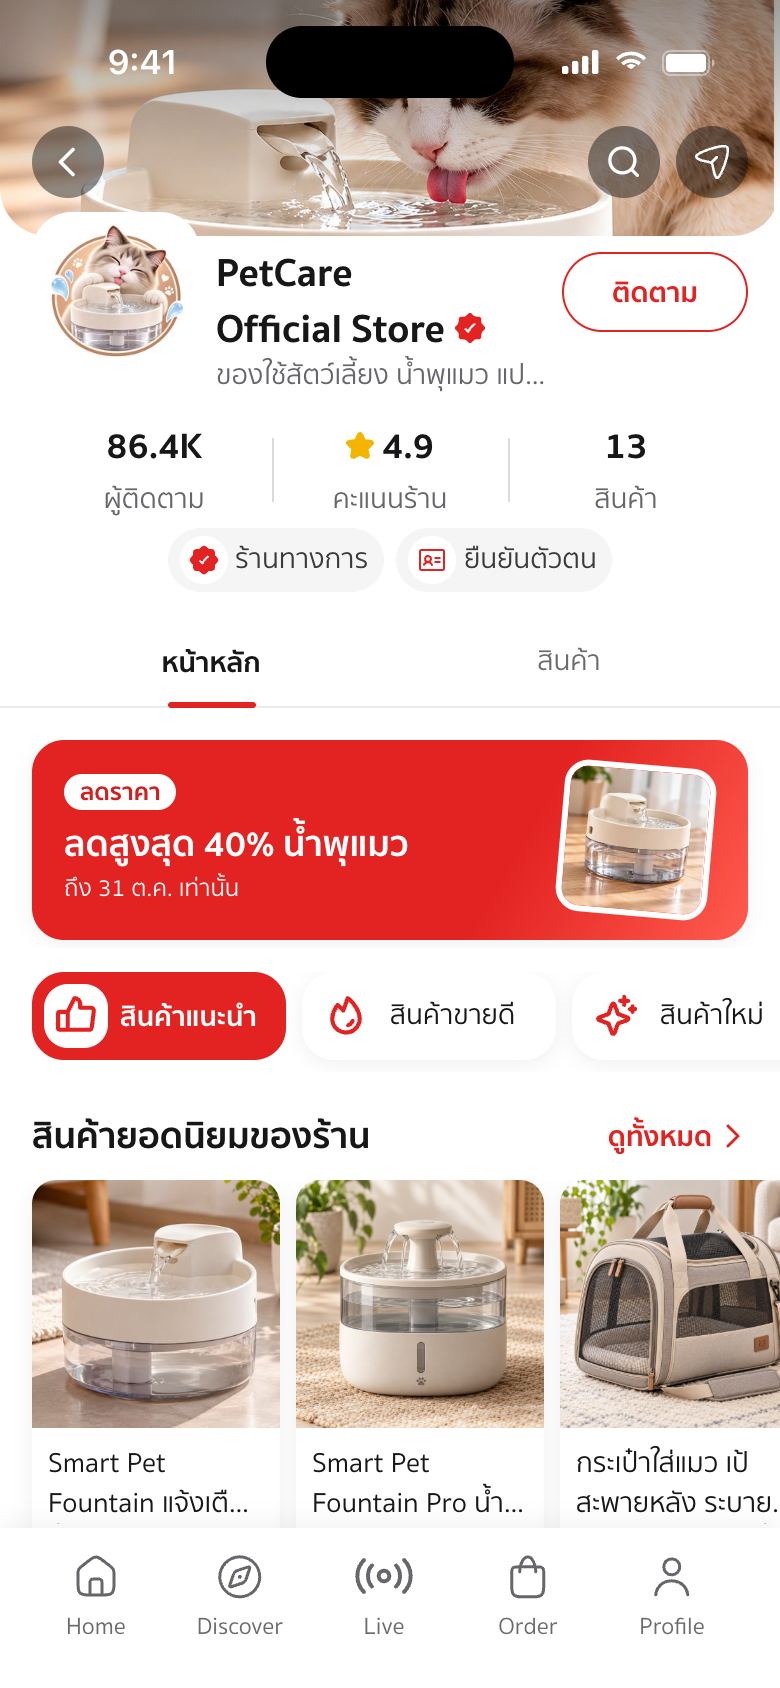 9:41
PetCare
Official Store
ติดตาม
ของใช้สัตว์เลี้ยง น้ำพุแมว แป...
86.4K
4.9
13
ผู้ติดตาม
คะแนนร้าน
สินค้า
ร้านทางการ
ยืนยันตัวตน
หน้าหลัก
สินค้า
ลดราคา
ลดสูงสุด 40% น้ำพุแมว
ถึง 31 ต.ค. เท่านั้น
สินค้าแนะนำ
สินค้าขายดี
สินค้าใหม่
สินค้ายอดนิยมของร้าน
ดูทั้งหมด
Smart Pet
Fountain แจ้งเตื...
Smart Pet
Fountain Pro น้ำ...
กระเป๋าใส่แมว เป้
สะพายหลัง ระบาย.
Home
Discover
Live
Order
Profile